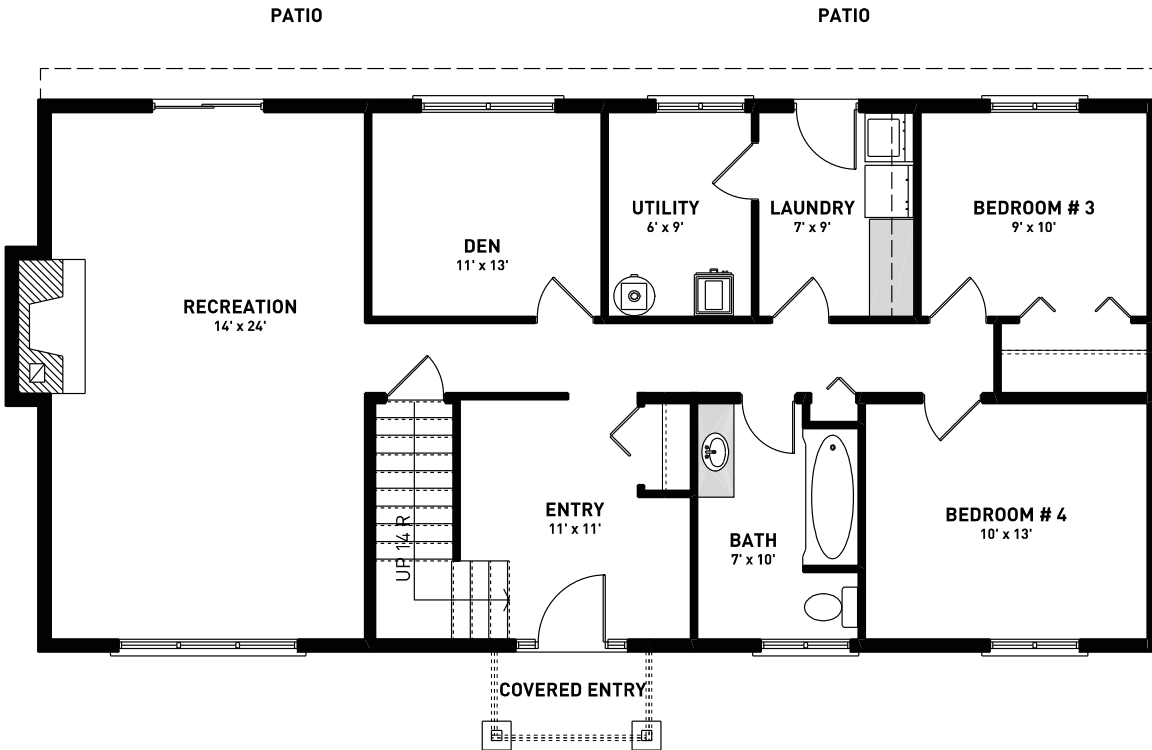 PATIO
PATIO
UTILITY
6' x 9'
LAUNDRY
7' x 9'
BEDROOM # 3
9' x 10'
DEN
11' x 13'
RECREATION
14' x 24'
ENTRY
11' x 11'
BEDROOM # 4
10' x 13'
BATH
7' x 10'
UP 14 R
COVERED ENTRY